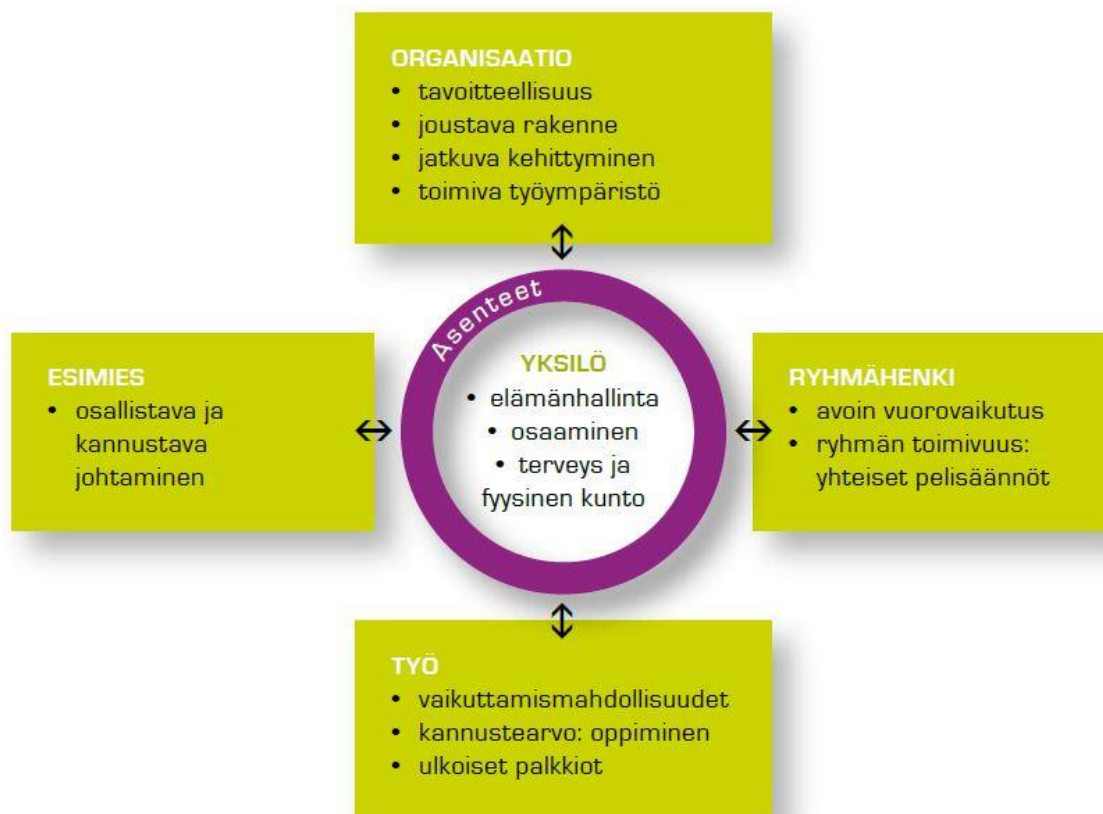 ORGANISAATIO
• tavoitteellisuus
• joustava rakenne
• jatkuva kehittyminen
• toimiva työympäristö
Asenteet
ESIMIES
• osallistava ja
kannustava
johtaminen
YKSILÖ
• elämänhallinta
• osaaminen
• terveys ja
fyysinen kunto
RYHMÄHENKI
• avoin vuorovaikutus
• ryhmän toimivuus:
yhteiset pelisäännöt
TYÖ
• vaikuttamismahdollisuudet
• kannustearvo: oppiminen
• ulkoiset palkkiot